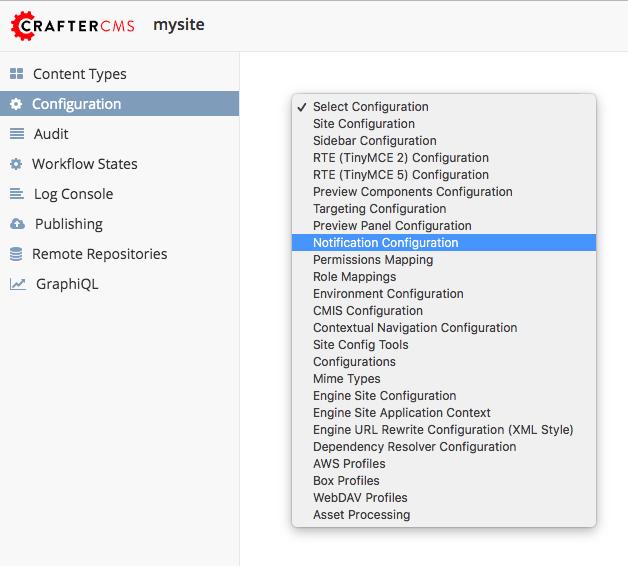 CRAFTERCMS mysite
Content Types
Configuration
Audit
Workflow States
Log Console
Publishing
Remote Repositories
GraphiQL
Select Configuration
Site Configuration
Sidebar Configuration
RTE (TinyMCE 2) Configuration
RTE (TinyMCE 5) Configuration
Preview Components Configuration
Targeting Configuration
Preview Panel Configuration
Notification Configuration
Permissions Mapping
Role Mappings
Environment Configuration
CMIS Configuration
Contextual Navigation Configuration
Site Config Tools
Configurations
Mime Types
Engine Site Configuration
Engine Site Application Context
Engine URL Rewrite Configuration (XML Style)
Dependency Resolver Configuration
AWS Profiles
Box Profiles
WebDAV Profiles
Asset Processing